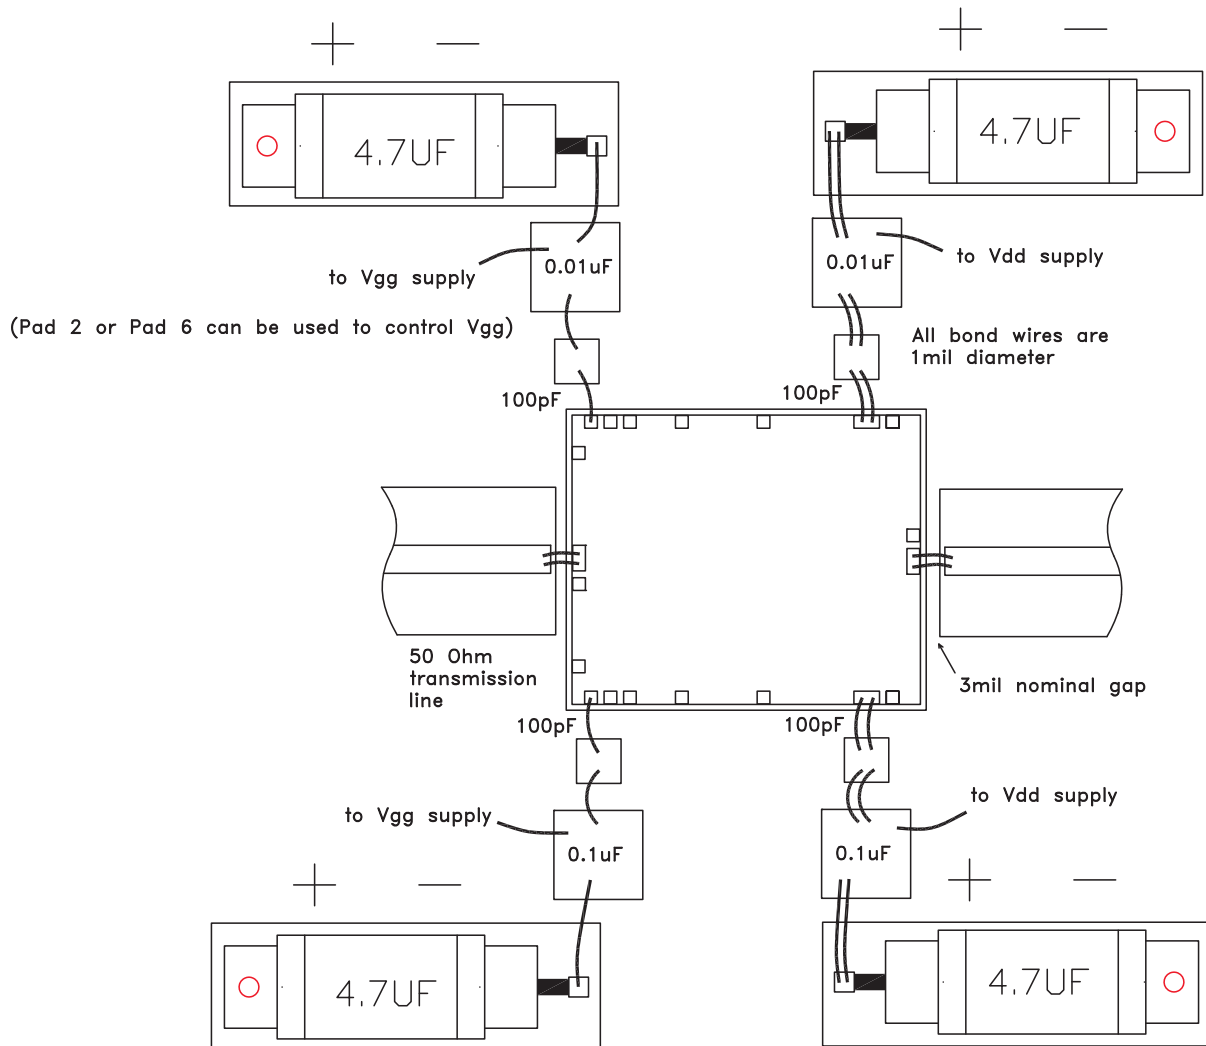 + −
+ −
4.7UF
4.7UF
to Vgg supply
0.01uF
0.01uF
to Vdd supply
(Pad 2 or Pad 6 can be used to control Vgg)
All bond wires are
1mil diameter
100pF
100pF
50 Ohm
transmission
line
3mil nominal gap
100pF
100pF
to Vgg supply
0.1uF
0.1uF
to Vdd supply
+ −
+ −
4.7UF
4.7UF